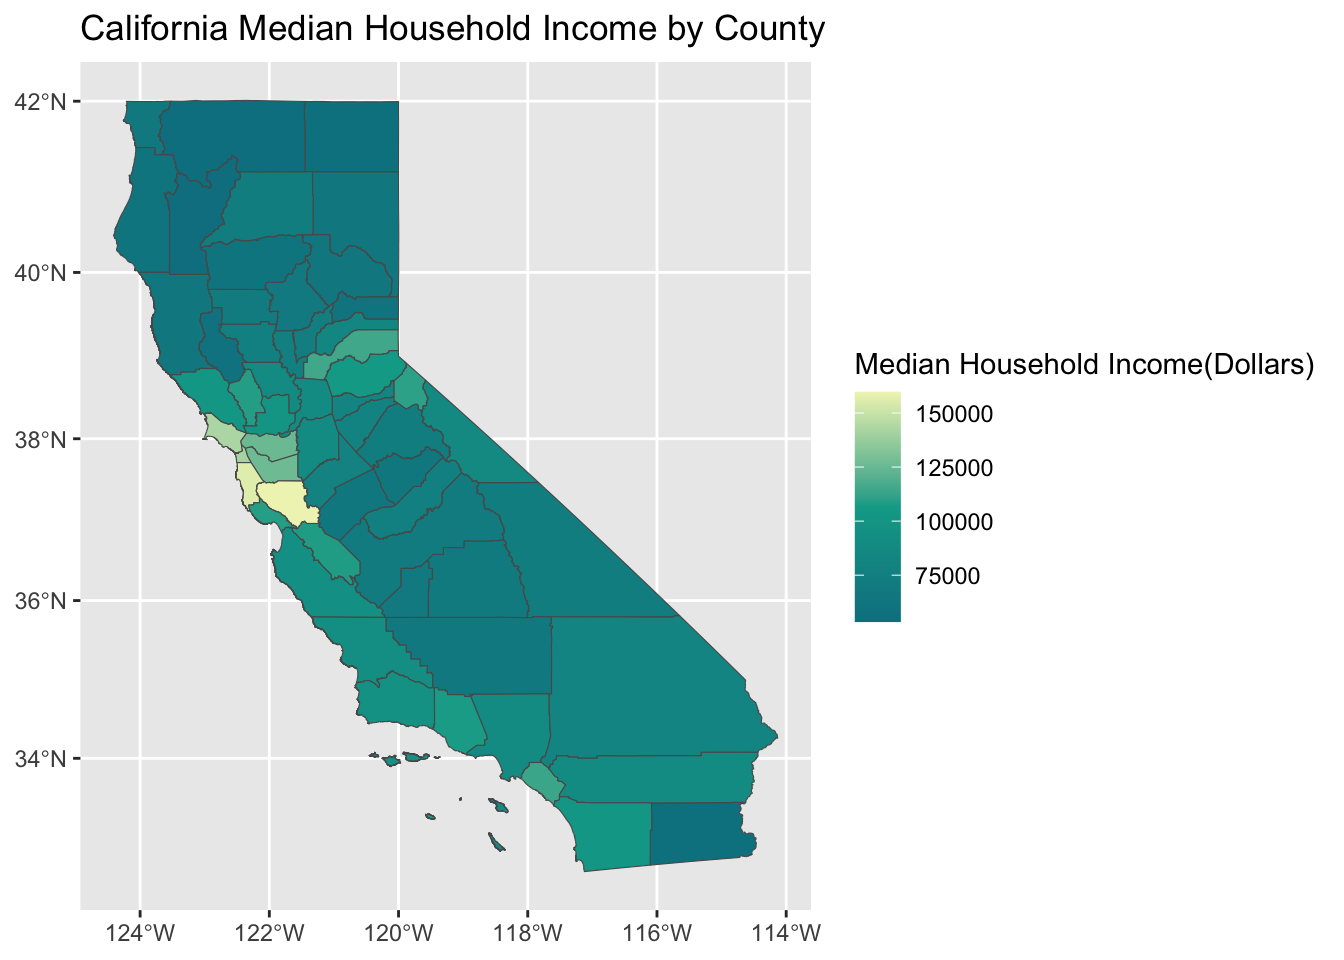 California Median Household Income by County
42°N
40°N
38°N
36°N
34°N
124°W 122°W 120°W 118°W 116°W 114°W
Median Household Income(Dollars)
150000
125000
100000
75000